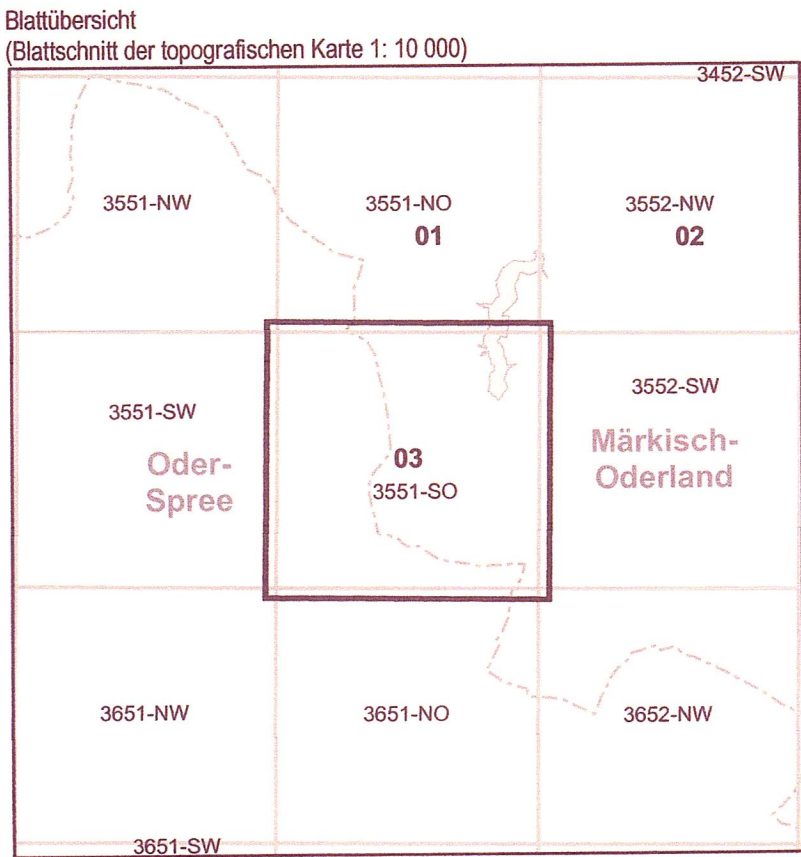 Blattübersicht
(Blattschnitt der topografischen Karte 1: 10 000)
3452-SW
3551-NW
3551-NO
3552-NW
01
02
3551-SW
3552-SW
Oder-
Spree
03
3551-SO
Märkisch-
Oderland
3651-NW
3651-NO
3652-NW
3651-SW